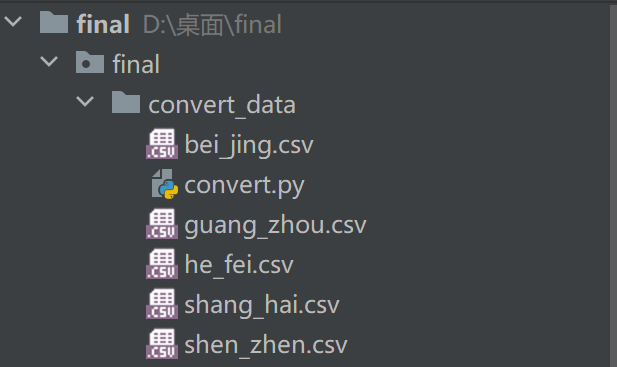 final D:\桌面\final
final
convert_data
bei_jing.csv
convert.py
guang_zhou.csv
he_fei.csv
shang_hai.csv
shen_zhen.csv